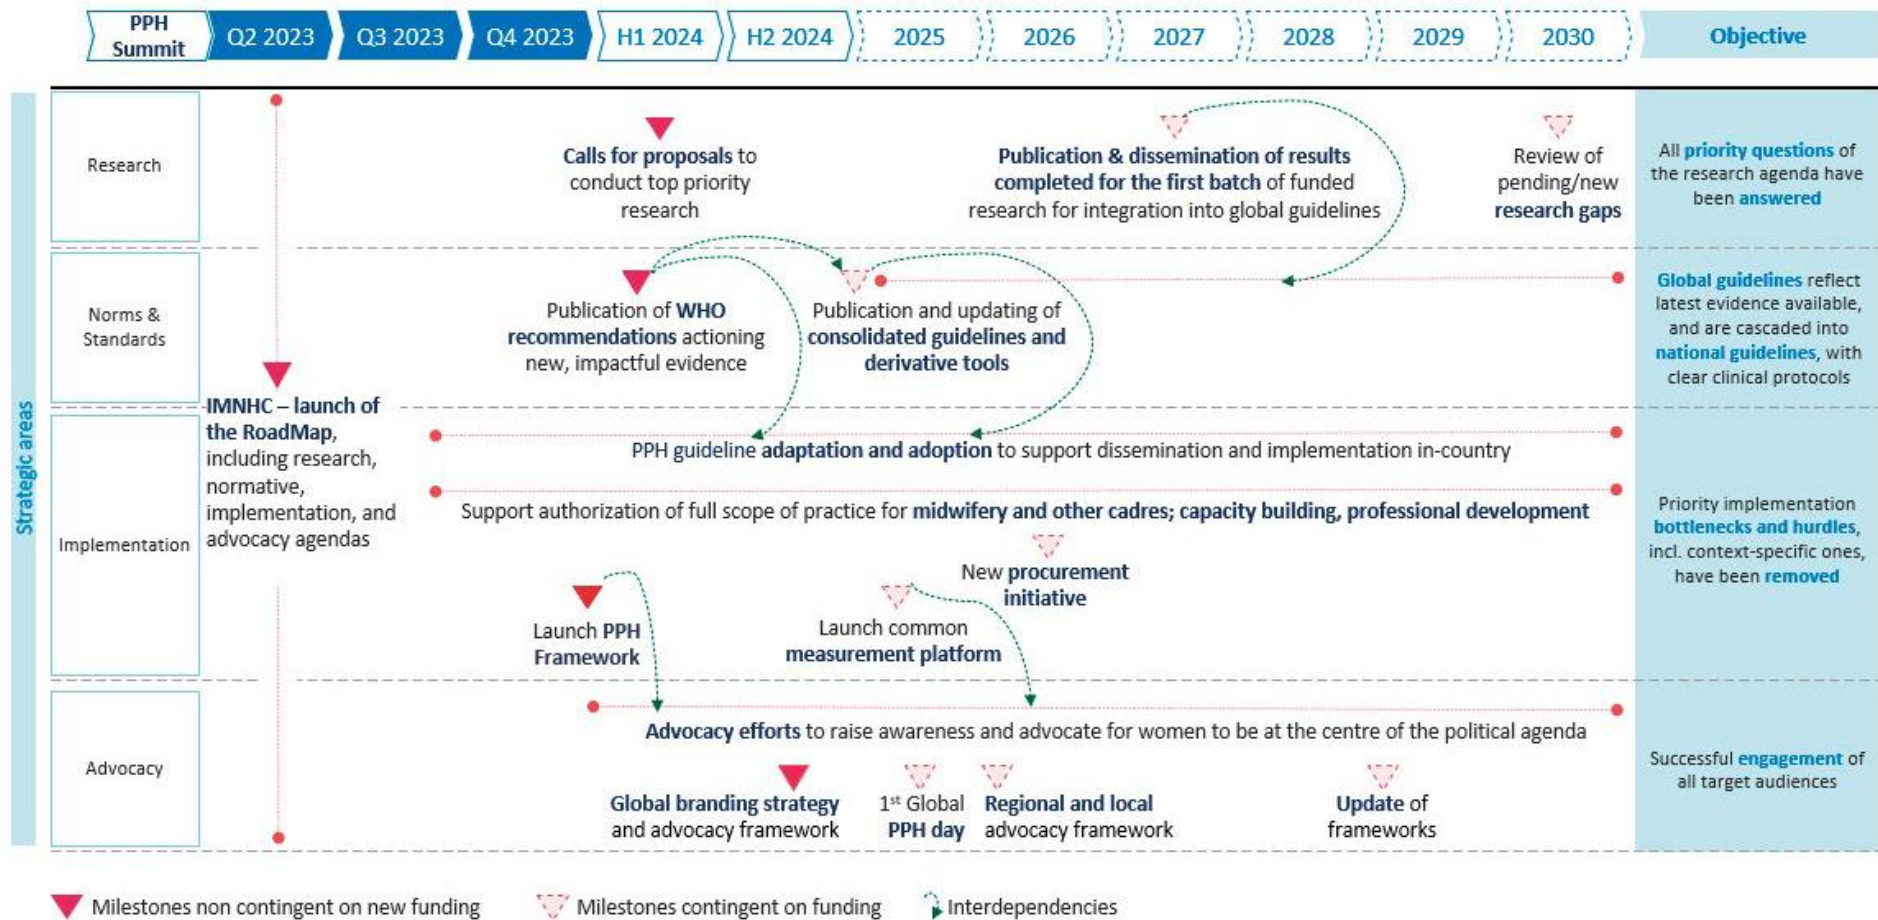 PPH
Summit
Q2 2023
Q3 2023
Q4 2023
H1 2024
H2 2024
2025
2026
2027
2028
2029
2030
Objective
Strategic areas
Research
Calls for proposals to
conduct top priority
research
Publication & dissemination of results
completed for the first batch of funded
research for integration into global guidelines
Review of
pending/new
research gaps
All priority questions of
the research agenda have
been answered
Norms &
Standards
Publication of WHO
recommendations actioning
new, impactful evidence
Publication and updating of
consolidated guidelines and
derivative tools
Global guidelines reflect
latest evidence available,
and are cascaded into
national guidelines, with
clear clinical protocols
IMNHC – launch of
the RoadMap,
including research,
normative,
implementation, and
advocacy agendas
Implementation
PPH guideline adaptation and adoption to support dissemination and implementation in-country
Support authorization of full scope of practice for midwifery and other cadres; capacity building, professional development
New procurement
initiative
Launch PPH
Framework
Launch common
measurement platform
Priority implementation
bottlenecks and hurdles,
incl. context-specific ones,
have been removed
Advocacy
Advocacy efforts to raise awareness and advocate for women to be at the centre of the political agenda
Global branding strategy
and advocacy framework
1st Global
PPH day
Regional and local
advocacy framework
Update of
frameworks
Successful engagement of
all target audiences
Milestones non contingent on new funding
Milestones contingent on funding
Interdependencies